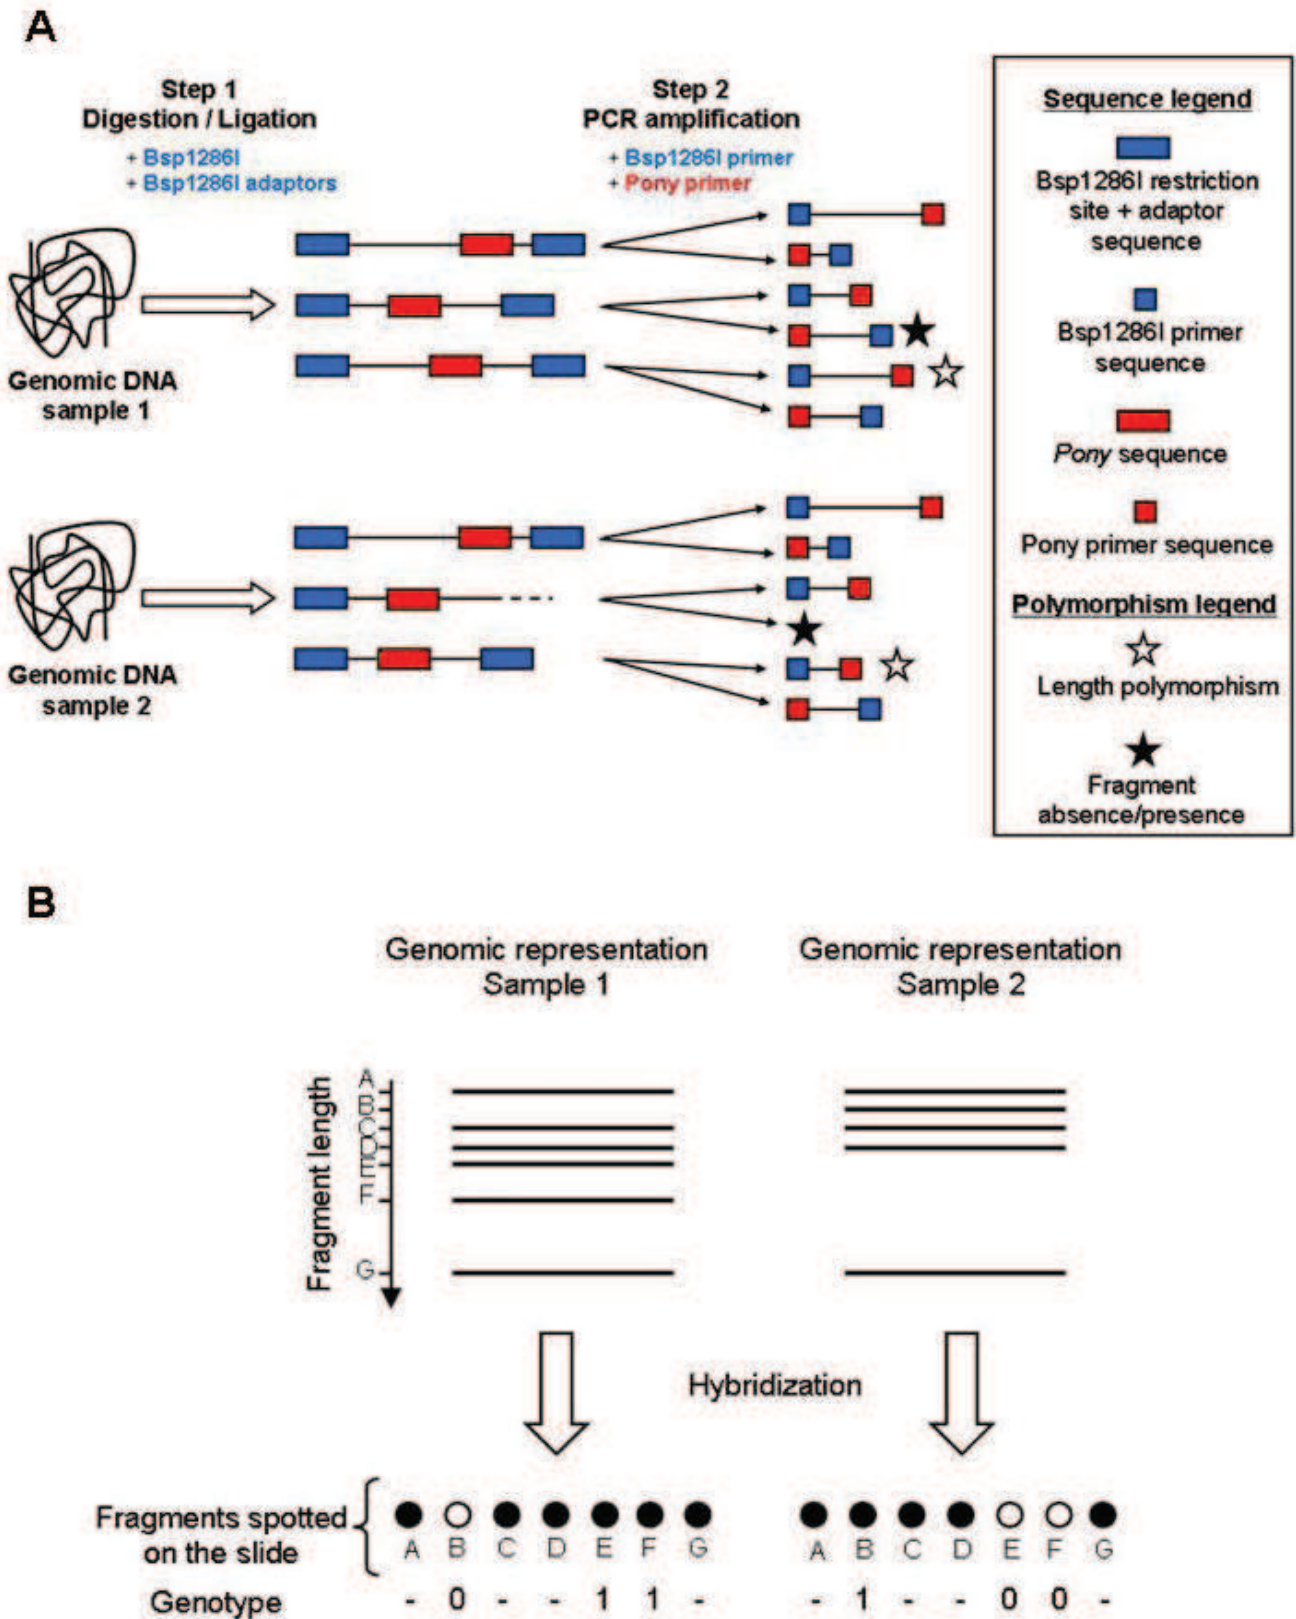 A
Step 1
Digestion / Ligation
+ Bsp1286I
+ Bsp1286I adaptors
Step 2
PCR amplification
+ Bsp1286I primer
+ Pony primer
Genomic DNA
sample 1
Genomic DNA
sample 2
Sequence legend
Bsp1286I restriction
site + adaptor
sequence
Bsp1286I primer
sequence
Pony sequence
Pony primer sequence
Polymorphism legend
Length polymorphism
Fragment
absence/presence
B
Genomic representation
Sample 1
Genomic representation
Sample 2
Fragment length
A
B
C
D
E
F
G
Hybridization
Fragments spotted
on the slide
A B C D E F G
A B C D E F G
Genotype
- 0 - - 1 1 -
- 1 - - 0 0 -